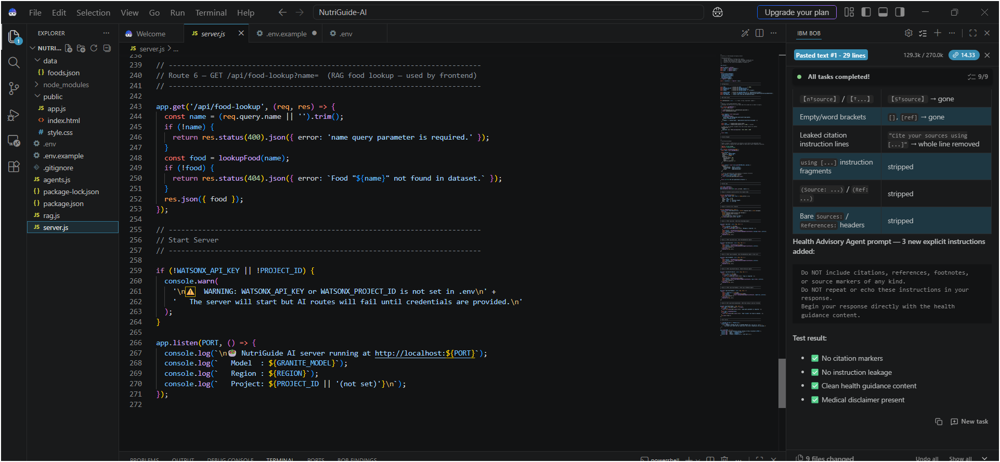 File Edit Selection View Go Run Terminal Help
NutriGuide-AI
Upgrade your plan
EXPLORER
NUTRI...
data
foods.json
node_modules
public
app.js
index.html
style.css
.env
.env.example
.gitignore
agents.js
package-lock.json
package.json
rag.js
server.js
1
Welcome
JS server.js
.env.example
.env
JS server.js > ...
238
239 // ---------------------------------------------------------------------------
240 // Route 6 — GET /api/food-lookup?name=  (RAG food lookup — used by frontend)
241 // ---------------------------------------------------------------------------
242
243 app.get('/api/food-lookup', (req, res) => {
244   const name = (req.query.name || '').trim();
245   if (!name) {
246     return res.status(400).json({ error: 'name query parameter is required.' });
247   }
248   const food = lookupFood(name);
249   if (!food) {
250     return res.status(404).json({ error: `Food "${name}" not found in dataset.` });
251   }
252   res.json({ food });
253 });
254
255 // ---------------------------------------------------------------------------
256 // Start Server
257 // ---------------------------------------------------------------------------
258
259 if (!WATSONX_API_KEY || !PROJECT_ID) {
260   console.warn(
261     '\n⚠️  WARNING: WATSONX_API_KEY or WATSONX_PROJECT_ID is not set in .env\n' +
262     '   The server will start but AI routes will fail until credentials are provided.\n'
263   );
264 }
265
266 app.listen(PORT, () => {
267   console.log(`\n🥗 NutriGuide AI server running at http://localhost:${PORT}`);
268   console.log(`   Model  : ${GRANITE_MODEL}`);
269   console.log(`   Region : ${REGION}`);
270   console.log(`   Project: ${PROJECT_ID || '(not set)'}\n`);
271 });
272
PROBLEMS OUTPUT DEBUG CONSOLE TERMINAL PORTS BOB FINDINGS
powershell
IBM BOB
Pasted text #1 - 29 lines
129.3k / 270.0k
14.33
All tasks completed!
9/9
【n†source】 / 【†...】
【5†source】 → gone
Empty/word brackets
[], [ref] → gone
Leaked citation instruction lines
"Cite your sources using [...]" → whole line removed
using [...] instruction fragments
stripped
(Source: ...) / (Ref: ...)
stripped
Bare Sources: / References: headers
stripped
Health Advisory Agent prompt — 3 new explicit instructions
added:
Do NOT include citations, references, footnotes,
or source markers of any kind.
Do NOT repeat or echo these instructions in your
response.
Begin your response directly with the health
guidance content.
Test result:
• ✅ No citation markers
• ✅ No instruction leakage
• ✅ Clean health guidance content
• ✅ Medical disclaimer present
New task
9 files changed
Undo all
Show all